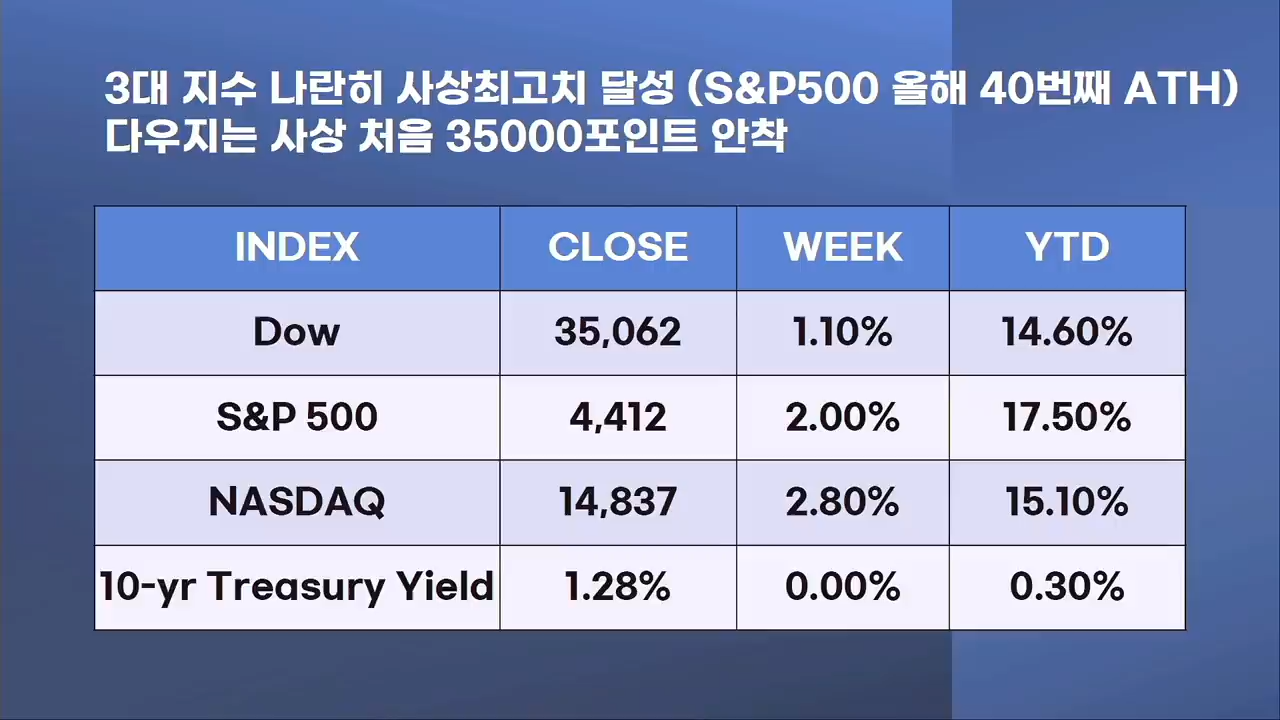 3대 지수 나란히 사상최고치 달성 (S&P500 올해 40번째 ATH)
다우지는 사상 처음 35000포인트 안착
INDEX CLOSE WEEK YTD
Dow 35,062 1.10% 14.60%
S&P 500 4,412 2.00% 17.50%
NASDAQ 14,837 2.80% 15.10%
10-yr Treasury Yield 1.28% 0.00% 0.30%